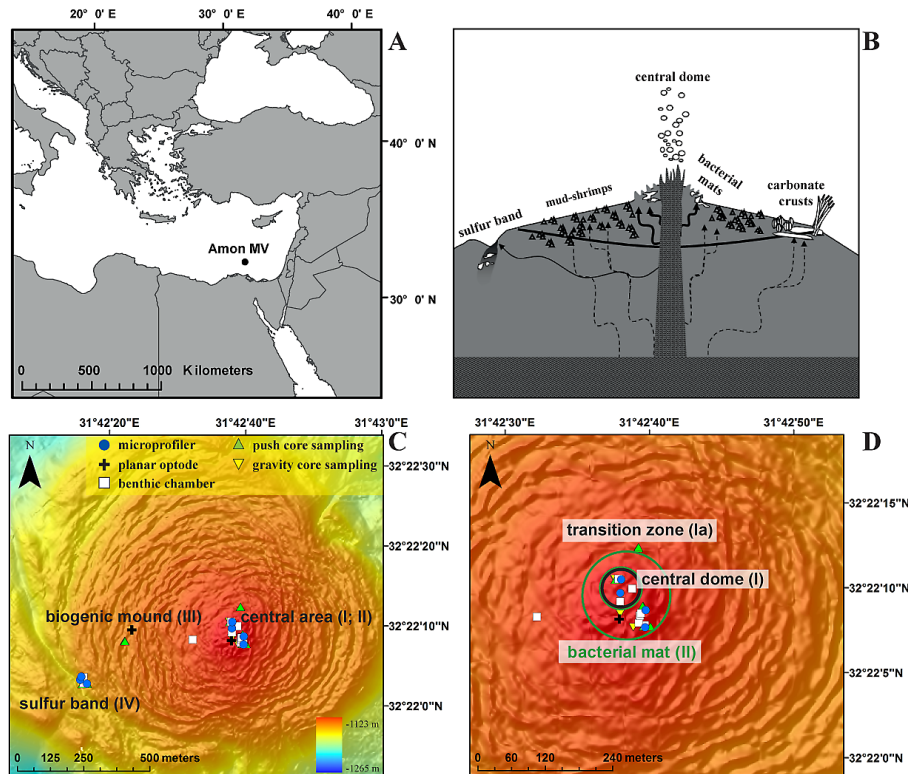 20° 0' E 30° 0' E 40° 0' E
A
40° 0' N
Amon MV
30° 0' N
0 500 1000 K ilometers
B
central dome
bacterial
mats
mud-shrimps
carbonate
crusts
sulfur band
31°42'20"E 31°42'40"E 31°43'0"E
N
C
microprofiler
push core sampling
planar optode
gravity core sampling
benthic chamber
32°22'30"N
32°22'20"N
32°22'10"N
32°22'0"N
biogenic mound (III)
central area (I; II)
sulfur band (IV)
-1123 m
-1265 m
0 125 250 500 meters
31°42'30"E 31°42'40"E 31°42'50"E
N
D
32°22'15"N
32°22'10"N
32°22'5"N
32°22'0"N
transition zone (Ia)
central dome (I)
bacterial mat (II)
0 60 120 240 meters